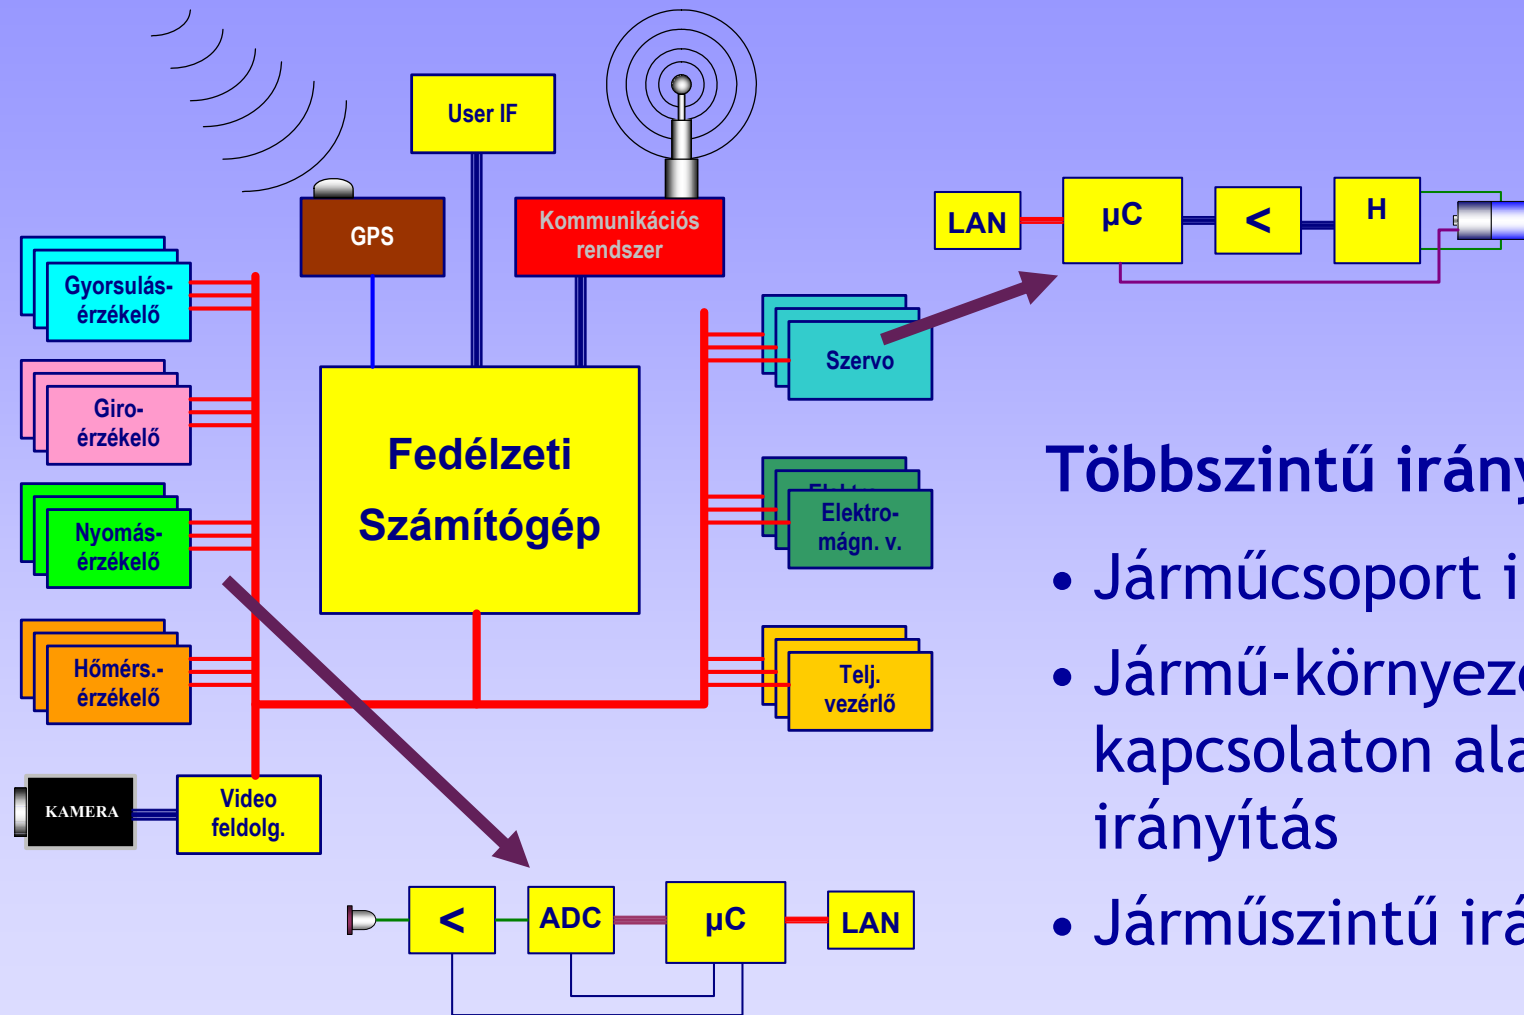 User IF
GPS
Kommunikációs
rendszer
LAN
µC
<
H
Gyorsulás-
érzékelő
Giro-
érzékelő
Nyomás-
érzékelő
Hőmérs.-
érzékelő
KAMERA
Video
feldolg.
Fedélzeti
Számítógép
Szervo
Elektro-
mágn. v.
Telj.
vezérlő
<
ADC
µC
LAN
Többszintű irány
• Járműcsoport i
• Jármű-környeze
kapcsolaton ala
irányítás
• Járműszintű irá